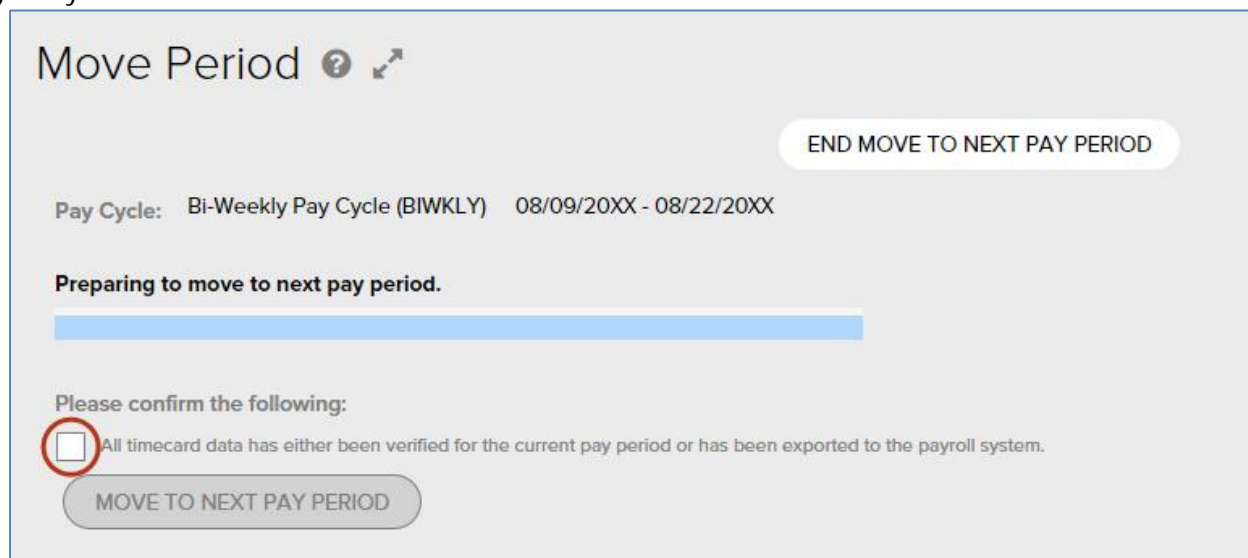 Move Period
END MOVE TO NEXT PAY PERIOD
Pay Cycle: Bi-Weekly Pay Cycle (BIWKLY) 08/09/20XX - 08/22/20XX
Preparing to move to next pay period.
Please confirm the following:
All timecard data has either been verified for the current pay period or has been exported to the payroll system.
MOVE TO NEXT PAY PERIOD